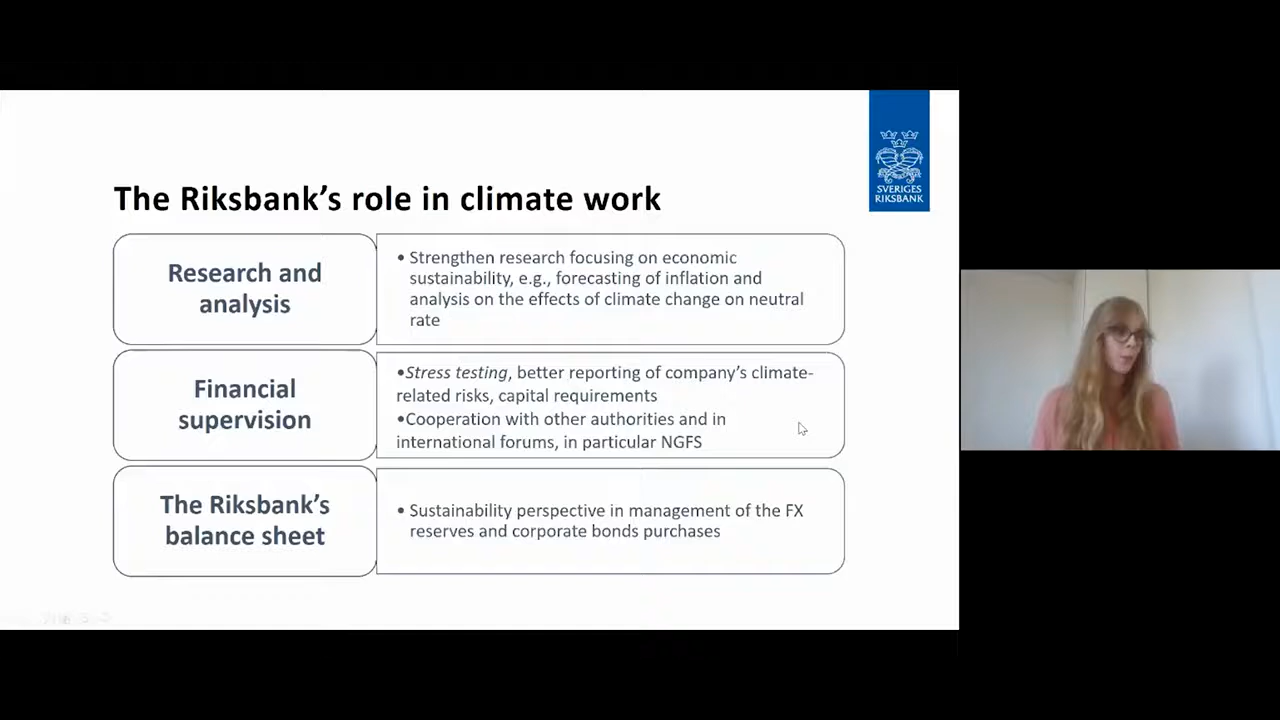 SVERIGES
RIKSBANK
The Riksbank’s role in climate work
Research and
analysis
• Strengthen research focusing on economic
sustainability, e.g., forecasting of inflation and
analysis on the effects of climate change on neutral
rate
Financial
supervision
•Stress testing, better reporting of company’s climate-
related risks, capital requirements
•Cooperation with other authorities and in
international forums, in particular NGFS
The Riksbank’s
balance sheet
• Sustainability perspective in management of the FX
reserves and corporate bonds purchases